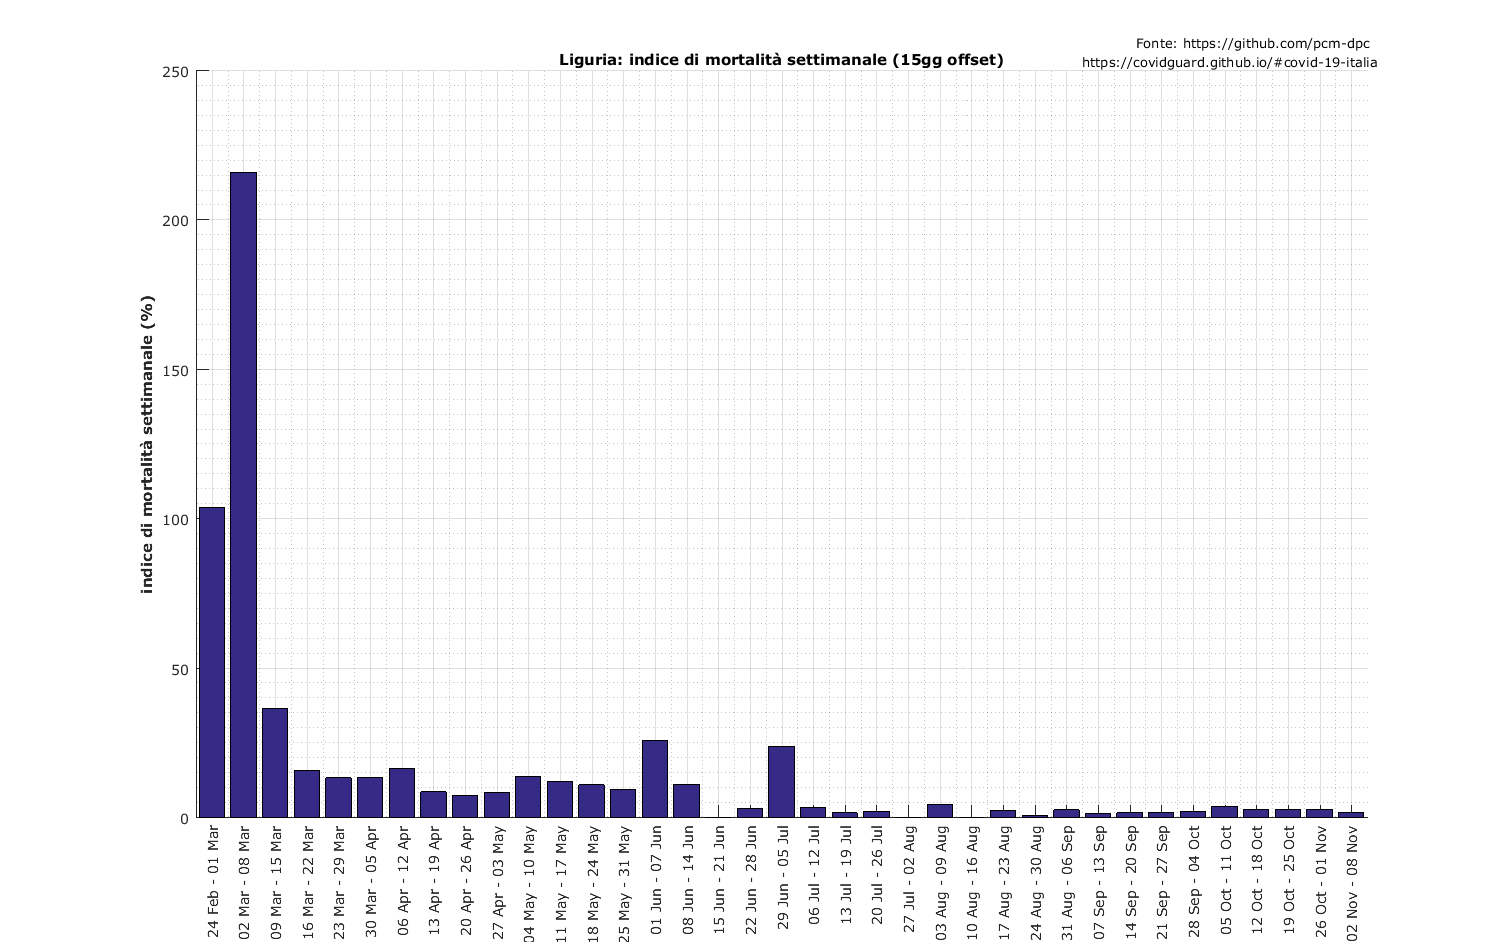 Fonte: https://github.com/pcm-dpc
https://covidguard.github.io/#covid-19-italia
Liguria: indice di mortalità settimanale (15gg offset)
indice di mortalità settimanale (%)
250
200
150
100
50
0
24 Feb - 01 Mar
02 Mar - 08 Mar
09 Mar - 15 Mar
16 Mar - 22 Mar
23 Mar - 29 Mar
30 Mar - 05 Apr
06 Apr - 12 Apr
13 Apr - 19 Apr
20 Apr - 26 Apr
27 Apr - 03 May
04 May - 10 May
11 May - 17 May
18 May - 24 May
25 May - 31 May
01 Jun - 07 Jun
08 Jun - 14 Jun
15 Jun - 21 Jun
22 Jun - 28 Jun
29 Jun - 05 Jul
06 Jul - 12 Jul
13 Jul - 19 Jul
20 Jul - 26 Jul
27 Jul - 02 Aug
03 Aug - 09 Aug
10 Aug - 16 Aug
17 Aug - 23 Aug
24 Aug - 30 Aug
31 Aug - 06 Sep
07 Sep - 13 Sep
14 Sep - 20 Sep
21 Sep - 27 Sep
28 Sep - 04 Oct
05 Oct - 11 Oct
12 Oct - 18 Oct
19 Oct - 25 Oct
26 Oct - 01 Nov
02 Nov - 08 Nov